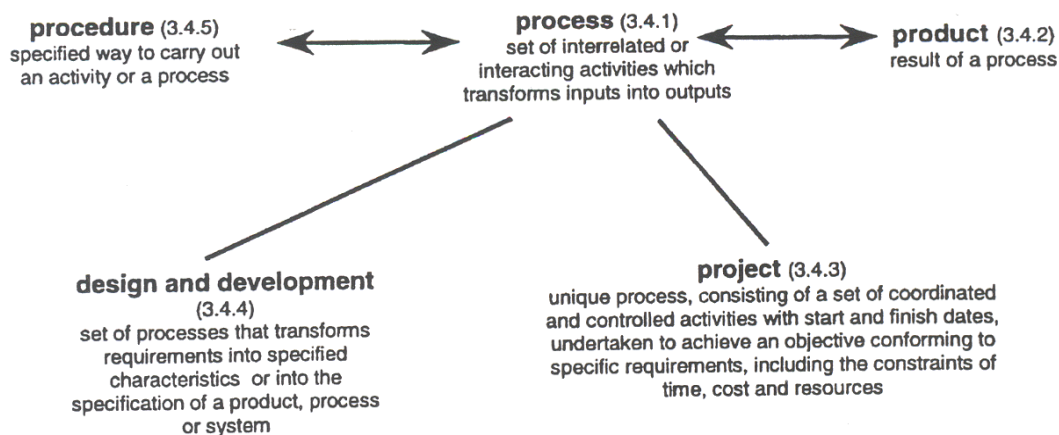 procedure (3.4.5)
specified way to carry out
an activity or a process
process (3.4.1)
set of interrelated or
interacting activities which
transforms inputs into outputs
product (3.4.2)
result of a process
design and development
(3.4.4)
set of processes that transforms
requirements into specified
characteristics or into the
specification of a product, process
or system
project (3.4.3)
unique process, consisting of a set of coordinated
and controlled activities with start and finish dates,
undertaken to achieve an objective conforming to
specific requirements, including the constraints of
time, cost and resources